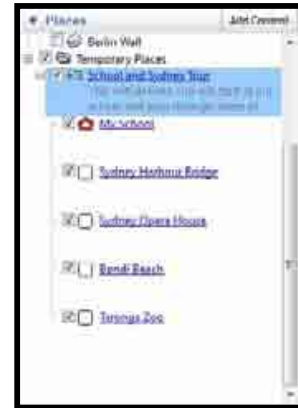 Places
Add Content
Berlin Wall
Temporary Places
School and Sydney Tour
My School
Sydney Harbour Bridge
Sydney Opera House
Bondi Beach
Taronga Zoo